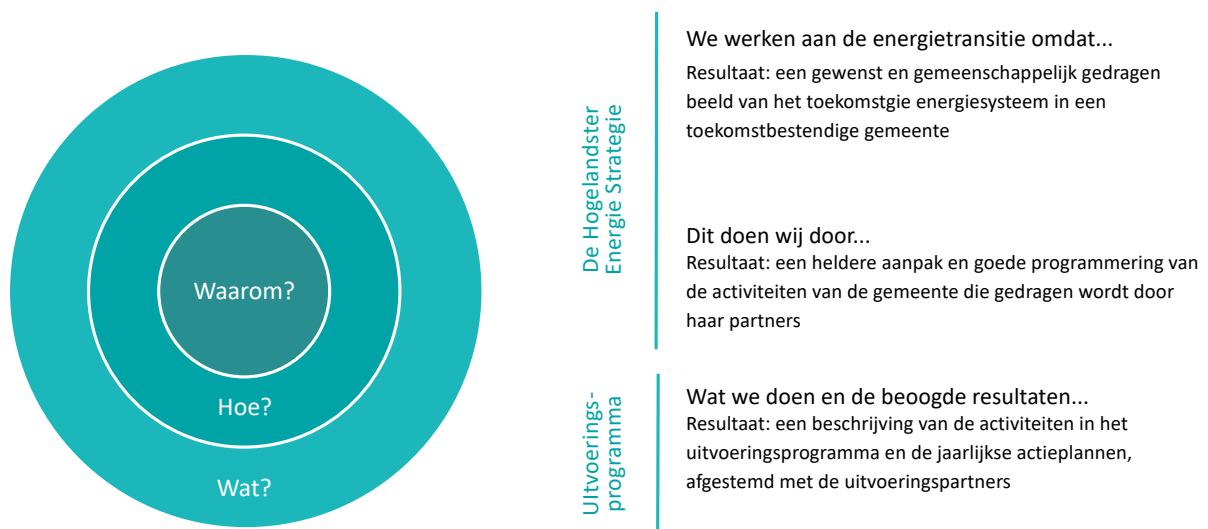 Waarom?
Hoe?
Wat?
De Hogelandster
Energie Strategie
We werken aan de energietransitie omdat...
Resultaat: een gewenst en gemeenschappelijk gedragen
beeld van het toekomstgie energiesysteem in een
toekomstbestendige gemeente
Dit doen wij door...
Resultaat: een heldere aanpak en goede programmering van
de activiteiten van de gemeente die gedragen wordt door
haar partners
UItvoerings-
programma
Wat we doen en de beoogde resultaten...
Resultaat: een beschrijving van de activiteiten in het
uitvoeringsprogramma en de jaarlijkse actieplannen,
afgestemd met de uitvoeringspartners